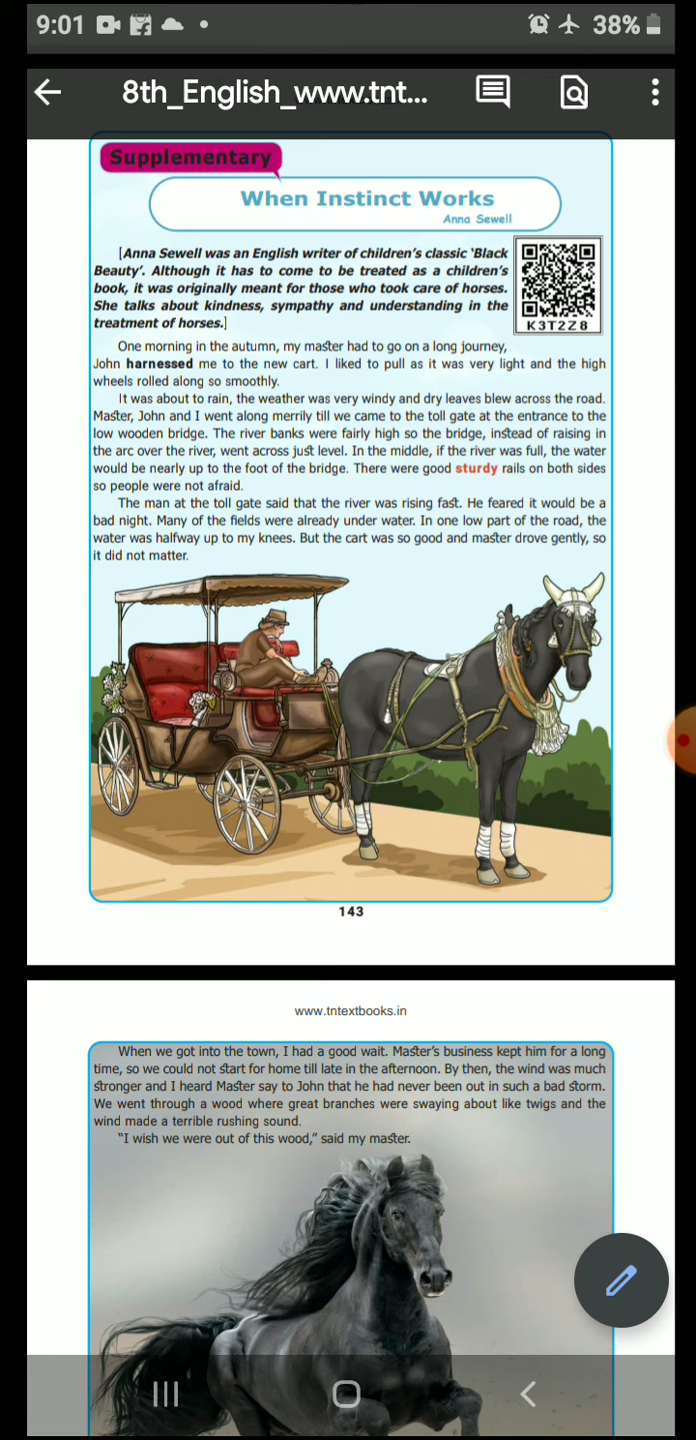 9:01
38%
8th_English_www.tnt...
Supplementary
When Instinct Works
Anna Sewell
[Anna Sewell was an English writer of children's classic 'Black
Beauty'. Although it has to come to be treated as a children's
book, it was originally meant for those who took care of horses.
She talks about kindness, sympathy and understanding in the
treatment of horses.]
K3T2Z8
One morning in the autumn, my master had to go on a long journey,
John harnessed me to the new cart. I liked to pull as it was very light and the high
wheels rolled along so smoothly.
It was about to rain, the weather was very windy and dry leaves blew across the road.
Master, John and I went along merrily till we came to the toll gate at the entrance to the
low wooden bridge. The river banks were fairly high so the bridge, instead of raising in
the arc over the river, went across just level. In the middle, if the river was full, the water
would be nearly up to the foot of the bridge. There were good sturdy rails on both sides
so people were not afraid.
The man at the toll gate said that the river was rising fast. He feared it would be a
bad night. Many of the fields were already under water. In one low part of the road, the
water was halfway up to my knees. But the cart was so good and master drove gently, so
it did not matter.
143
www.tntextbooks.in
When we got into the town, I had a good wait. Master's business kept him for a long
time, so we could not start for home till late in the afternoon. By then, the wind was much
stronger and I heard Master say to John that he had never been out in such a bad storm.
We went through a wood where great branches were swaying about like twigs and the
wind made a terrible rushing sound.
"I wish we were out of this wood," said my master.